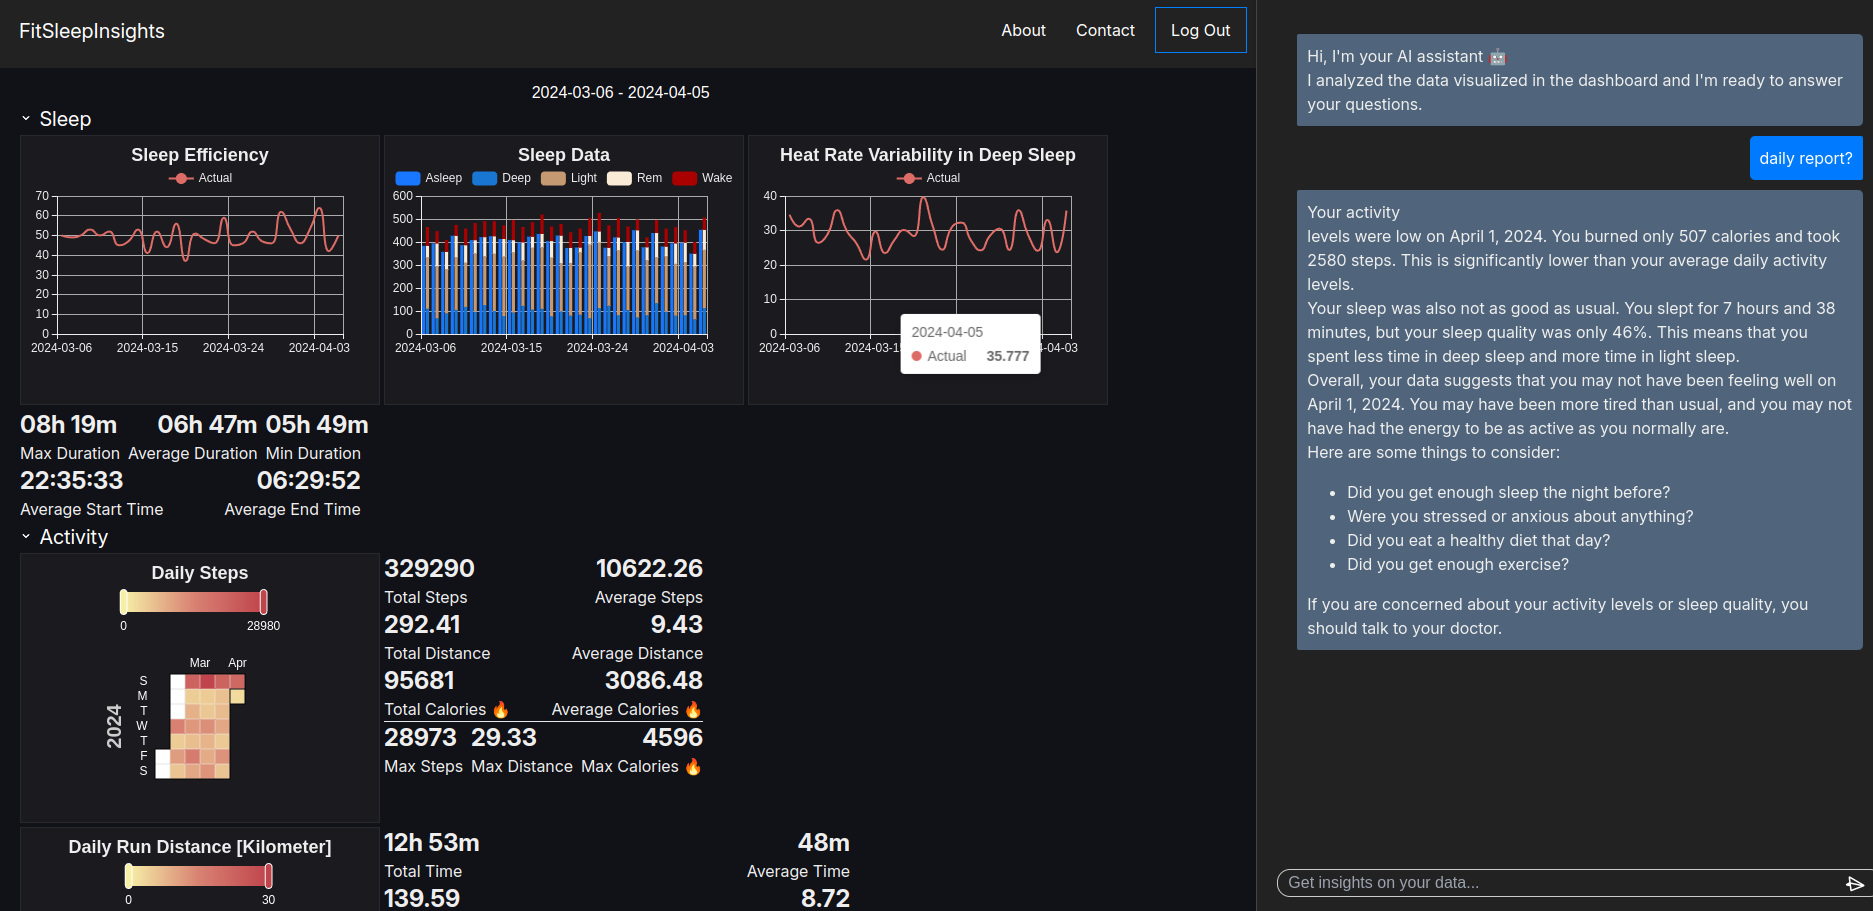 FitSleepInsights
About Contact Log Out
2024-03-06 - 2024-04-05
Sleep
Sleep Efficiency
Actual
70
60
50
40
30
20
10
0
2024-03-06 2024-03-15 2024-03-24 2024-04-03
Sleep Data
Asleep Deep Light Rem Wake
600
500
400
300
200
100
0
2024-03-06 2024-03-15 2024-03-24 2024-04-03
Heat Rate Variability in Deep Sleep
Actual
40
30
20
10
0
2024-04-05
Actual 35.777
2024-03-06 2024-03-15 4-03
08h 19m 06h 47m 05h 49m
Max Duration Average Duration Min Duration
22:35:33 06:29:52
Average Start Time Average End Time
Activity
Daily Steps
0 28980
Mar Apr
2024
S
M
T
W
T
F
S
329290 10622.26
Total Steps Average Steps
292.41 9.43
Total Distance Average Distance
95681 3086.48
Total Calories 🔥 Average Calories 🔥
28973 29.33 4596
Max Steps Max Distance Max Calories 🔥
Daily Run Distance [Kilometer]
0 30
12h 53m 48m
Total Time Average Time
139.59 8.72
Hi, I'm your AI assistant 🤖
I analyzed the data visualized in the dashboard and I'm ready to answer
your questions.
daily report?
Your activity
levels were low on April 1, 2024. You burned only 507 calories and took
2580 steps. This is significantly lower than your average daily activity
levels.
Your sleep was also not as good as usual. You slept for 7 hours and 38
minutes, but your sleep quality was only 46%. This means that you
spent less time in deep sleep and more time in light sleep.
Overall, your data suggests that you may not have been feeling well on
April 1, 2024. You may have been more tired than usual, and you may not
have had the energy to be as active as you normally are.
Here are some things to consider:
• Did you get enough sleep the night before?
• Were you stressed or anxious about anything?
• Did you eat a healthy diet that day?
• Did you get enough exercise?
If you are concerned about your activity levels or sleep quality, you
should talk to your doctor.
Get insights on your data...